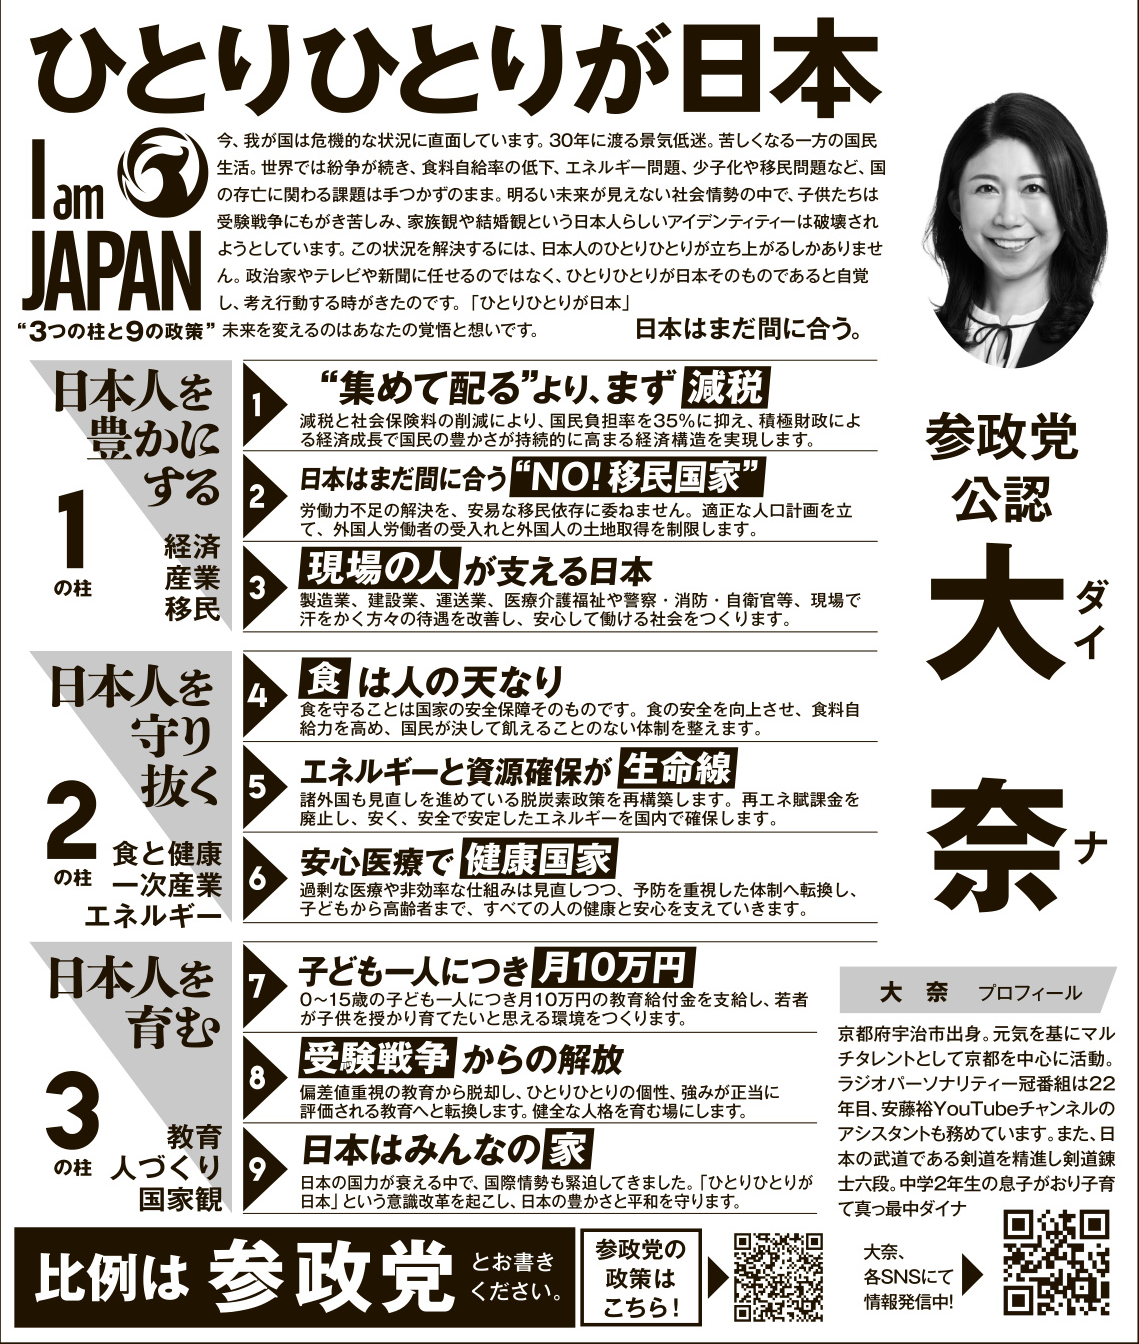 ひとりひとりが日本
I am
JAPAN
“3つの柱と9の政策”
今、我が国は危機的な状況に直面しています。30年に渡る景気低迷。苦しくなる一方の国民
生活。世界では紛争が続き、食料自給率の低下、エネルギー問題、少子化や移民問題など、国
の存亡に関わる課題は手つかずのまま。明るい未来が見えない社会情勢の中で、子供たちは
受験戦争にもがき苦しみ、家族観や結婚観という日本人らしいアイデンティティーは破壊され
ようとしています。この状況を解決するには、日本人のひとりひとりが立ち上がるしかありませ
ん。政治家やテレビや新聞に任せるのではなく、ひとりひとりが日本そのものであると自覚
し、考え行動する時がきたのです。「ひとりひとりが日本」
未来を変えるのはあなたの覚悟と想いです。
日本はまだ間に合う。
日本人を
豊かに
する
1
の柱
経済
産業
移民
1
“集めて配る”より、まず 減税
減税と社会保険料の削減により、国民負担率を35%に抑え、積極財政によ
る経済成長で国民の豊かさが持続的に高まる経済構造を実現します。
2
日本はまだ間に合う “NO!移民国家”
労働力不足の解決を、安易な移民依存に委ねません。適正な人口計画を立
て、外国人労働者の受入れと外国人の土地取得を制限します。
3
現場の人 が支える日本
製造業、建設業、運送業、医療介護福祉や警察・消防・自衛官等、現場で
汗をかく方々の待遇を改善し、安心して働ける社会をつくります。
日本人を
守り
抜く
2
の柱
食と健康
一次産業
エネルギー
4
食 は人の天なり
食を守ることは国家の安全保障そのものです。食の安全を向上させ、食料自
給力を高め、国民が決して飢えることのない体制を整えます。
5
エネルギーと資源確保が 生命線
諸外国も見直しを進めている脱炭素政策を再構築します。再エネ賦課金を
廃止し、安く、安全で安定したエネルギーを国内で確保します。
6
安心医療で 健康国家
過剰な医療や非効率な仕組みは見直しつつ、予防を重視した体制へ転換し、
子どもから高齢者まで、すべての人の健康と安心を支えていきます。
日本人を
育む
3
の柱
教育
人づくり
国家観
7
子ども一人につき 月10万円
0〜15歳の子ども一人につき月10万円の教育給付金を支給し、若者
が子供を授かり育てたいと思える環境をつくります。
8
受験戦争 からの解放
偏差値重視の教育から脱却し、ひとりひとりの個性、強みが正当に
評価される教育へと転換します。健全な人格を育む場にします。
9
日本はみんなの 家
日本の国力が衰える中で、国際情勢も緊迫してきました。「ひとりひとりが
日本」という意識改革を起こし、日本の豊かさと平和を守ります。
参政党
公認
大 ダイ
奈 ナ
大 奈 プロフィール
京都府宇治市出身。元気を基にマル
チタレントとして京都を中心に活動。
ラジオパーソナリティー冠番組は22
年目、安藤裕YouTubeチャンネルの
アシスタントも務めています。また、日
本の武道である剣道を精進し剣道錬
士六段。中学2年生の息子がおり子育
て真っ最中ダイナ
大奈、
各SNSにて
情報発信中!
比例は 参政党
とお書き
ください。
参政党の
政策は
こちら!